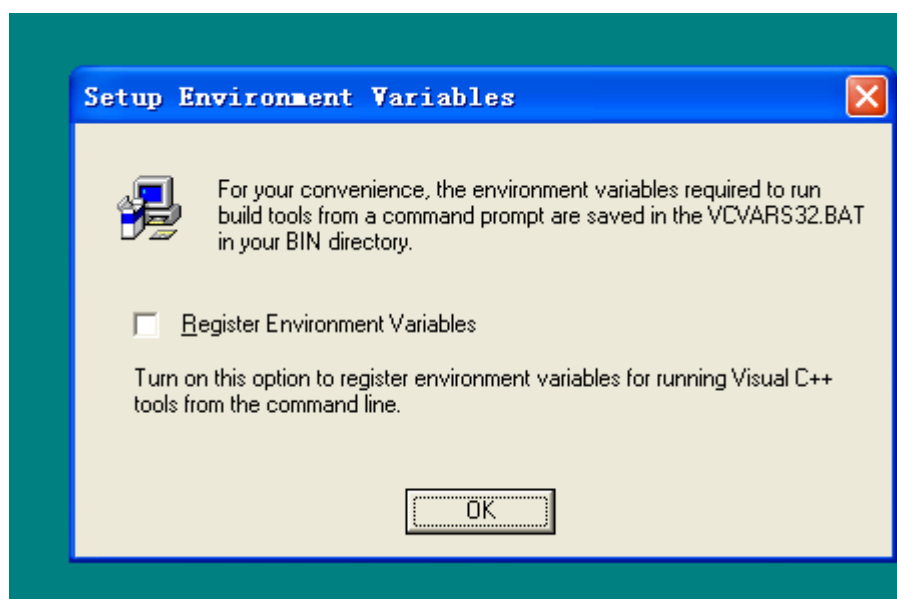 Setup Environment Variables
For your convenience, the environment variables required to run
build tools from a command prompt are saved in the VCVARS32.BAT
in your BIN directory.
Register Environment Variables
Turn on this option to register environment variables for running Visual C++
tools from the command line.
OK